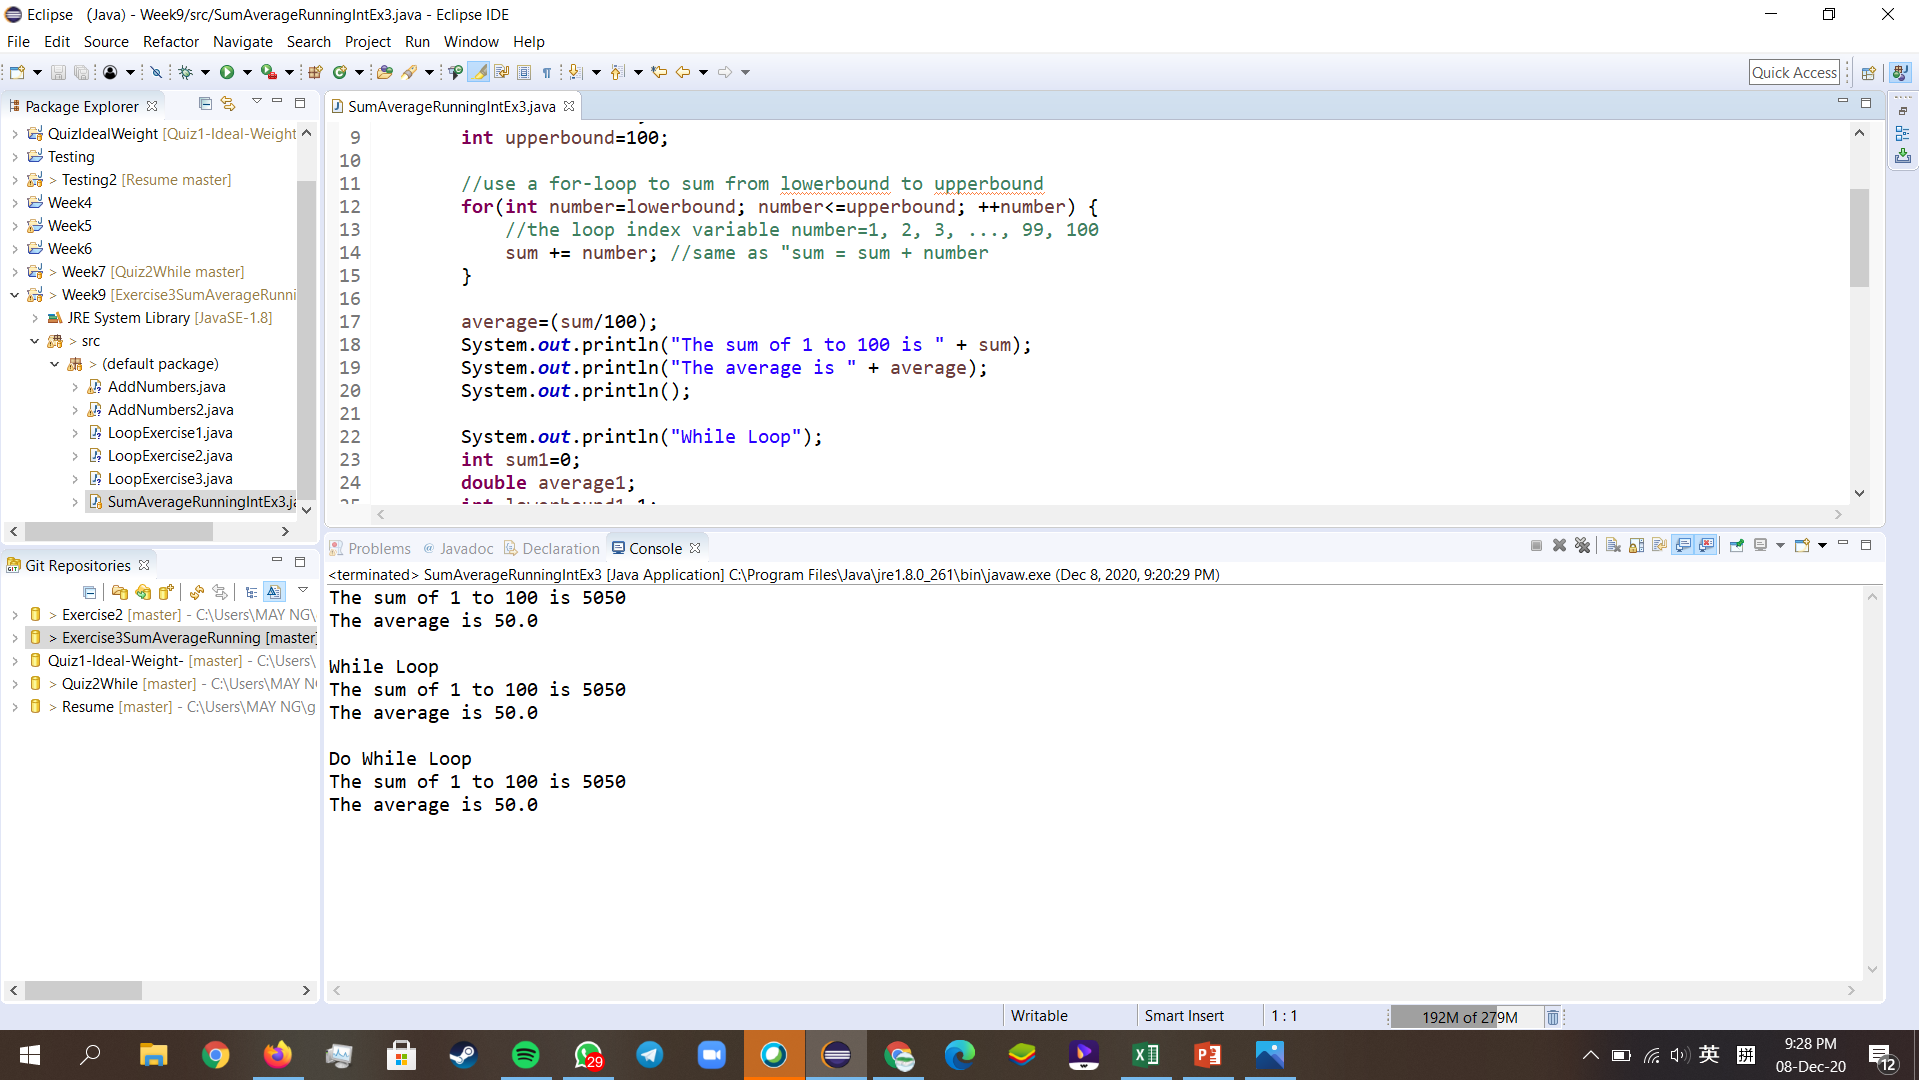 Eclipse   (Java) - Week9/src/SumAverageRunningIntEx3.java - Eclipse IDE
File Edit Source Refactor Navigate Search Project Run Window Help
Quick Access
Package Explorer
QuizIdealWeight [Quiz1-Ideal-Weight
Testing
> Testing2 [Resume master]
Week4
Week5
Week6
> Week7 [Quiz2While master]
> Week9 [Exercise3SumAverageRunni
JRE System Library [JavaSE-1.8]
> src
> (default package)
AddNumbers.java
AddNumbers2.java
LoopExercise1.java
LoopExercise2.java
LoopExercise3.java
SumAverageRunningIntEx3.ja
Git Repositories
> Exercise2 [master] - C:\Users\MAY NG\
> Exercise3SumAverageRunning [master]
Quiz1-Ideal-Weight- [master] - C:\Users\
> Quiz2While [master] - C:\Users\MAY N
> Resume [master] - C:\Users\MAY NG\g
SumAverageRunningIntEx3.java
9 int upperbound=100;
10
11 //use a for-loop to sum from lowerbound to upperbound
12 for(int number=lowerbound; number<=upperbound; ++number) {
13 //the loop index variable number=1, 2, 3, ..., 99, 100
14 sum += number; //same as "sum = sum + number
15 }
16
17 average=(sum/100);
18 System.out.println("The sum of 1 to 100 is " + sum);
19 System.out.println("The average is " + average);
20 System.out.println();
21
22 System.out.println("While Loop");
23 int sum1=0;
24 double average1;
Problems @ Javadoc Declaration Console
<terminated> SumAverageRunningIntEx3 [Java Application] C:\Program Files\Java\jre1.8.0_261\bin\javaw.exe (Dec 8, 2020, 9:20:29 PM)
The sum of 1 to 100 is 5050
The average is 50.0
While Loop
The sum of 1 to 100 is 5050
The average is 50.0
Do While Loop
The sum of 1 to 100 is 5050
The average is 50.0
Writable Smart Insert 1 : 1 192M of 279M
29
英 拼
9:28 PM
08-Dec-20
12